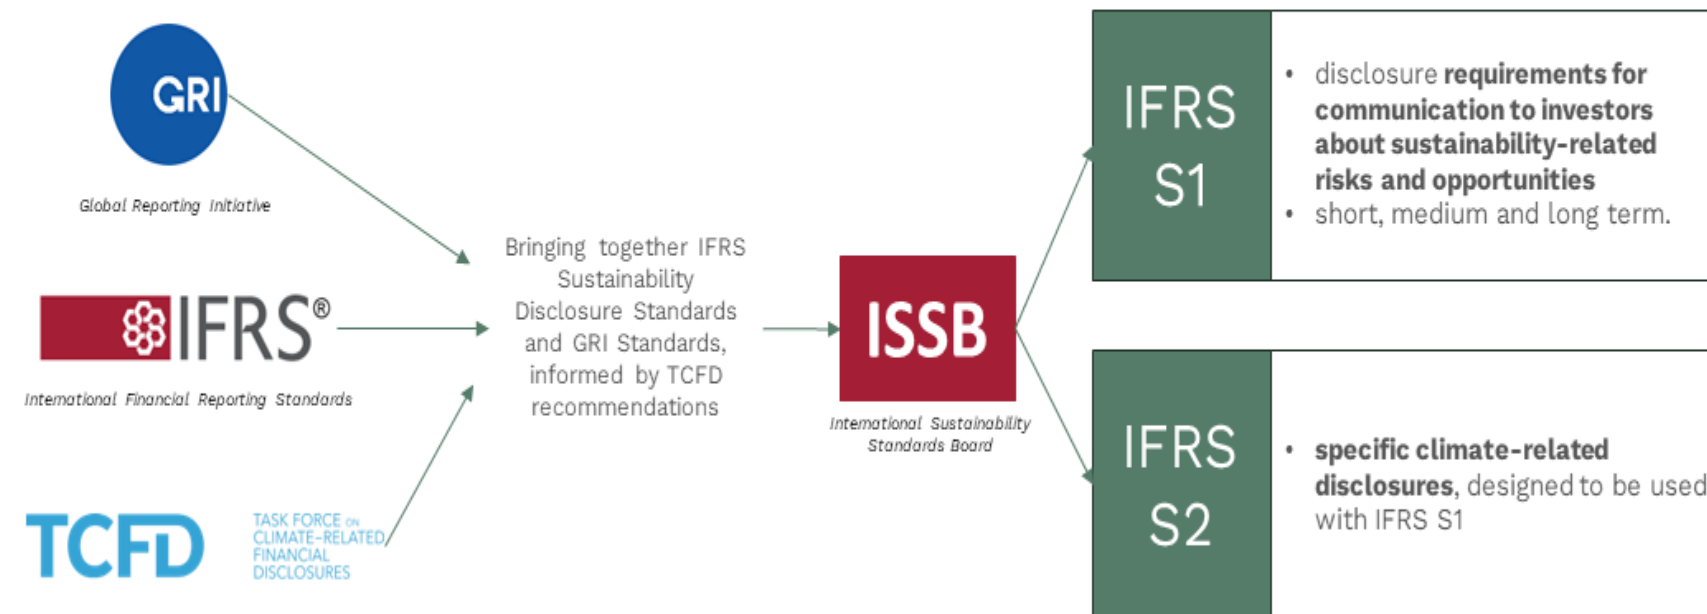 GRI
Global Reporting Initiative
IFRS®
International Financial Reporting Standards
TCFD
TASK FORCE ON
CLIMATE-RELATED
FINANCIAL
DISCLOSURES
Bringing together IFRS
Sustainability
Disclosure Standards
and GRI Standards,
informed by TCFD
recommendations
ISSB
International Sustainability
Standards Board
IFRS
S1
• disclosure requirements for
communication to investors
about sustainability-related
risks and opportunities
• short, medium and long term.
IFRS
S2
• specific climate-related
disclosures, designed to be used
with IFRS S1